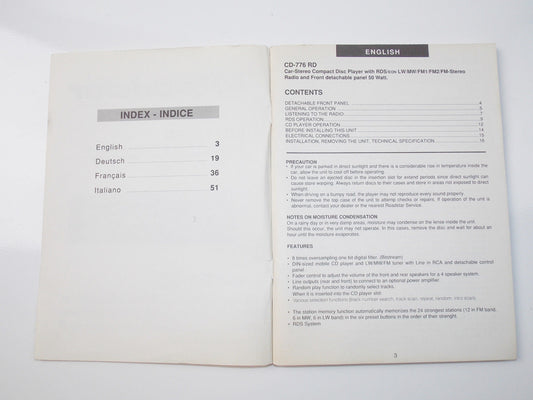 INDEX - INDICE
English 3
Deutsch 19
Français 36
Italiano 51
ENGLISH
CD-776 RD
Car-Stereo Compact Disc Player with RDS/EON LW/MW/FM1/FM2/FM-Stereo
Radio and Front detachable panel 50 Watt.
CONTENTS
DETACHABLE FRONT PANEL 4
GENERAL OPERATION 5
LISTENING TO THE RADIO 7
RDS OPERATION 9
CD PLAYER OPERATION 12
BEFORE INSTALLING THIS UNIT 14
ELECTRICAL CONNECTIONS 15
INSTALLATION, REMOVING THE UNIT, TECHNICAL SPECIFICATION 16
PRECAUTION
• If your car is parked in direct sunlight and there is a considerable rise in temperature inside the
car, allow the unit to cool off before operating.
• Do not leave an ejected disc in the insertion slot for extend periods since direct sunlight can
cause store warping. Always return discs to their cases and store in areas not exposed to direct
sunlight.
• When driving on a bumpy road, the player may not reproduce every sound properly.
• Never remove the top case of the unit to attemp checks or repairs. If operation of the unit is
abnormal, contact your dealer or the nearest Roadstar Service.
NOTES ON MOISTURE CONDENSATION
On a rainy day or in very damp areas, moisture may condense on the lense inside the unit.
Should this occur, the unit may not operate. In this cases, remove the disc and wait for about an
hour until the moisture evaporates.
FEATURES
• 8 times oversampling one bit digital filter. (Bitstream)
• DIN-sized mobile CD player and LW/MW/FM tuner with Line in RCA and detachable control
panel.
• Fader control to adjust the volume of the front and rear speakers for a 4 speaker system.
• Line outputs (rear and front) to connect to an optional power amplifier.
• Random play function to randomly select tracks.
When it is inserted into the CD player slot.
• Various selection functions (track number search, track scan, repeat, random, intro scan).
• The station memory function automatically memorizes the 24 strongest stations (12 in FM band,
6 in MW, 6 in LW band) in the six preset buttons in the order of their strenght.
• RDS System
3